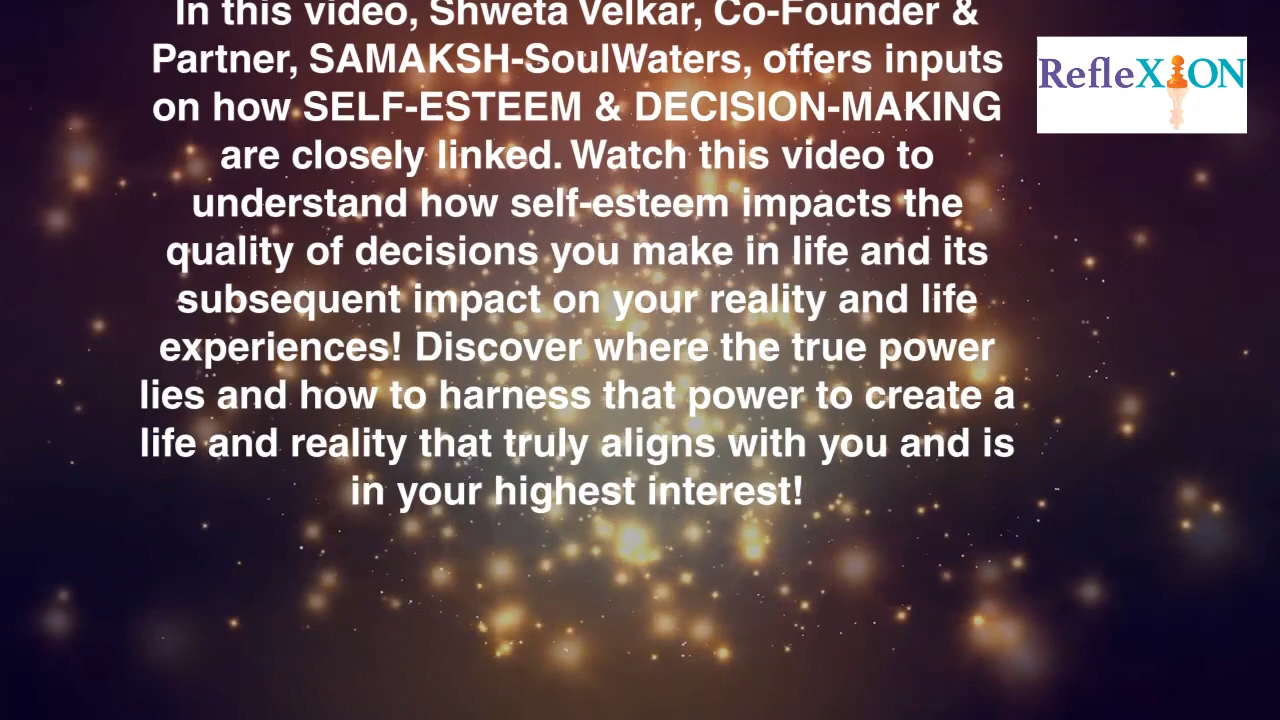 In this video, Shweta Velkar, Co-Founder &
Partner, SAMAKSH-SoulWaters, offers inputs
on how SELF-ESTEEM & DECISION-MAKING
are closely linked. Watch this video to
understand how self-esteem impacts the
quality of decisions you make in life and its
subsequent impact on your reality and life
experiences! Discover where the true power
lies and how to harness that power to create a
life and reality that truly aligns with you and is
in your highest interest!
RefleXION